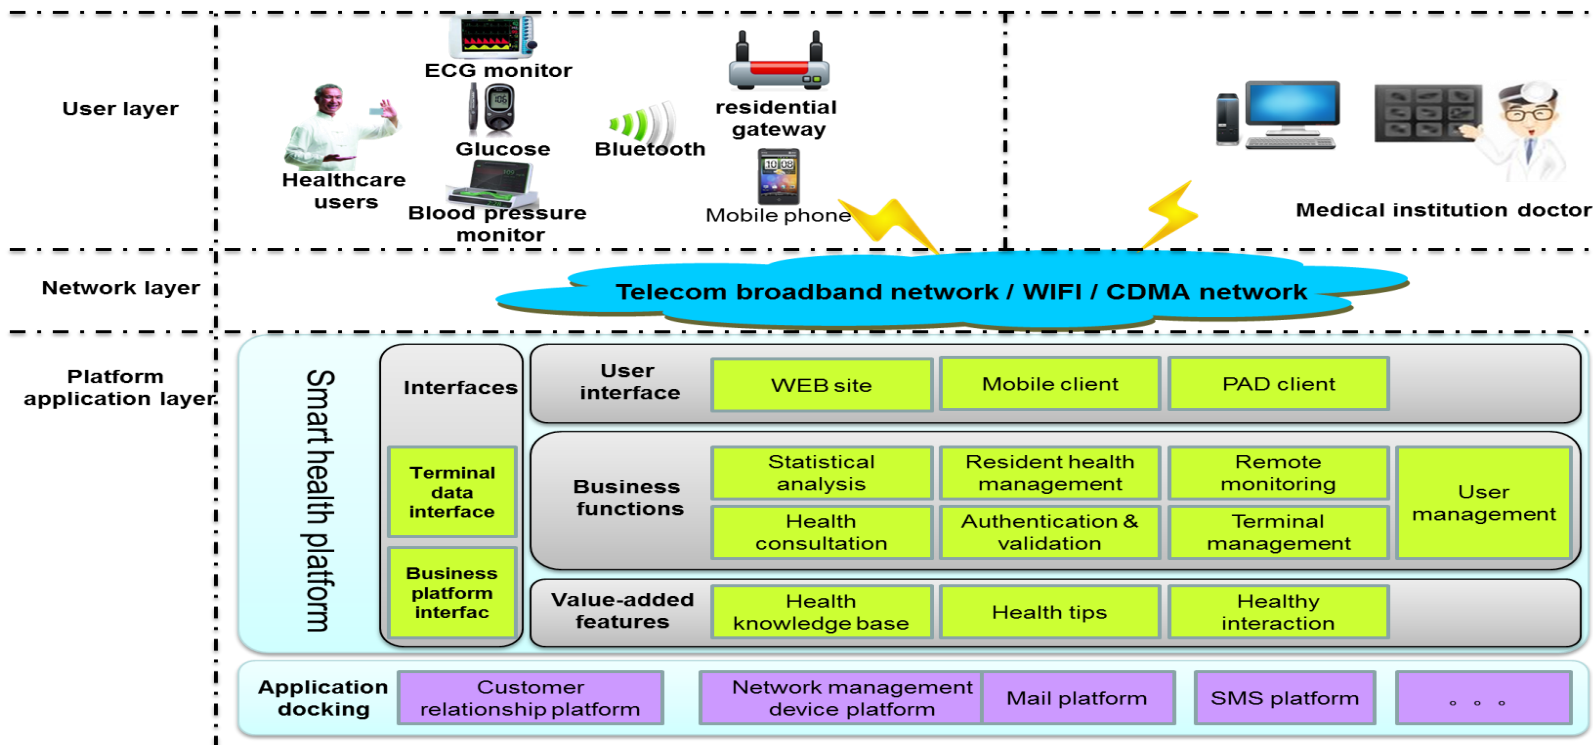 User layer
ECG monitor
Glucose
Blood pressure
monitor
Healthcare
users
Bluetooth
residential
gateway
Mobile phone
Medical institution doctor
Network layer
Telecom broadband network / WIFI / CDMA network
Platform
application layer
Smart health platform
Interfaces
Terminal
data
interface
Business
platform
interfac
User
interface
WEB site
Mobile client
PAD client
Business
functions
Statistical
analysis
Resident health
management
Remote
monitoring
User
management
Health
consultation
Authentication &
validation
Terminal
management
Value-added
features
Health
knowledge base
Health tips
Healthy
interaction
Application
docking
Customer
relationship platform
Network management
device platform
Mail platform
SMS platform
。。。